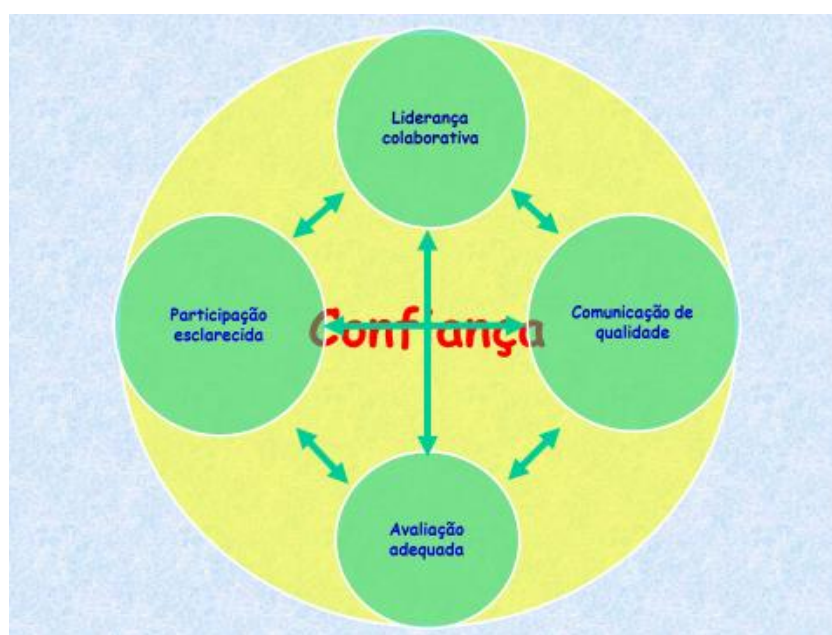 Liderança
colaborativa
Participação
esclarecida
Confiança
Comunicação de
qualidade
Avaliação
adequada